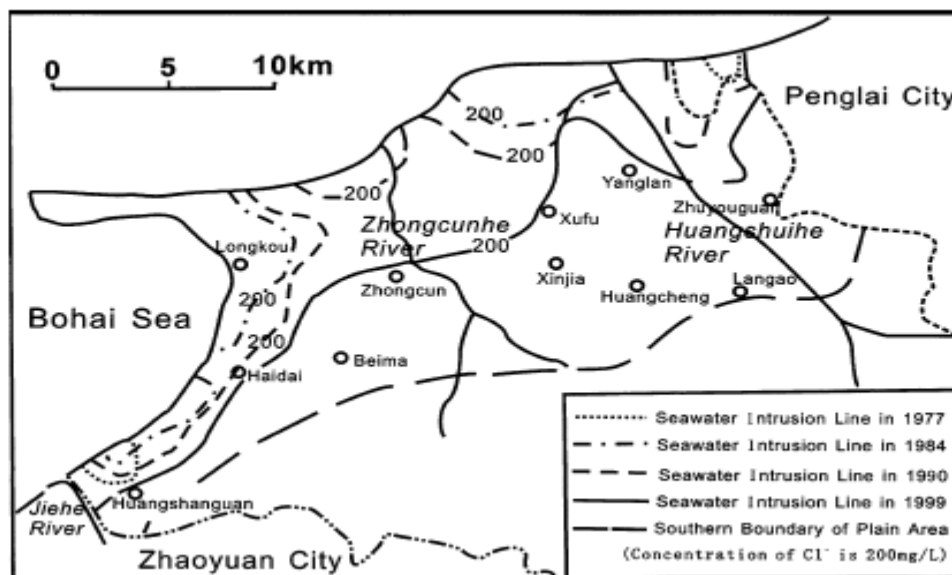 0 5 10km
Penglai City
200
200
Yanglan
200
Zhuyouguan
Xufu
Zhongcunhe
River
Huangshuihe
River
200
Longkou
Xinjia
Zhongcun
Huangcheng
Langao
200
Bohai Sea
200
Beima
Haidai
Huangshanguan
Jiehe
River
Zhaoyuan City
Seawater Intrusion Line in 1977
Seawater Intrusion Line in 1984
Seawater Intrusion Line in 1990
Seawater Intrusion Line in 1999
Southern Boundary of Plain Area
(Concentration of Cl⁻ is 200mg/L)